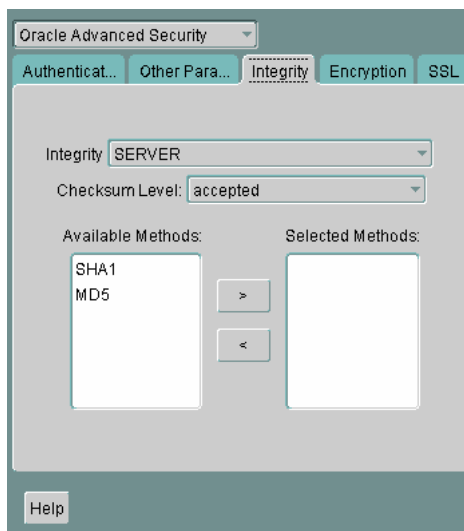 Oracle Advanced Security
Authenticat... Other Para... Integrity Encryption SSL
Integrity SERVER
Checksum Level: accepted
Available Methods: Selected Methods:
SHA1
MD5
>
<
Help